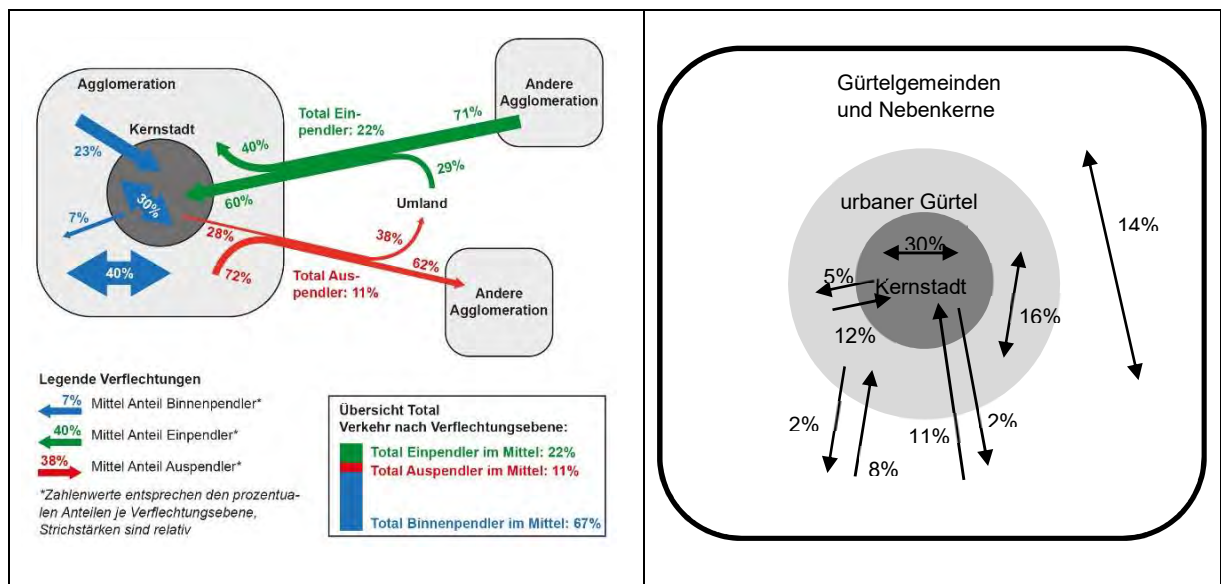 Agglomeration
Kernstadt
23%
30%
7%
40%
Total Ein-
pendler: 22%
71%
40%
29%
60%
Umland
28%
38%
72%
62%
Total Aus-
pendler: 11%
Andere
Agglomeration
Andere
Agglomeration
Legende Verflechtungen
7% Mittel Anteil Binnenpendler*
40% Mittel Anteil Einpendler*
38% Mittel Anteil Auspendler*
*Zahlenwerte entsprechen den prozentua-
len Anteilen je Verflechtungsebene,
Strichstärken sind relativ
Übersicht Total
Verkehr nach Verflechtungsebene:
Total Einpendler im Mittel: 22%
Total Auspendler im Mittel: 11%
Total Binnenpendler im Mittel: 67%
Gürtelgemeinden
und Nebenkerne
urbaner Gürtel
30%
5%
Kernstadt
12%
16%
14%
2%
8%
11%
2%